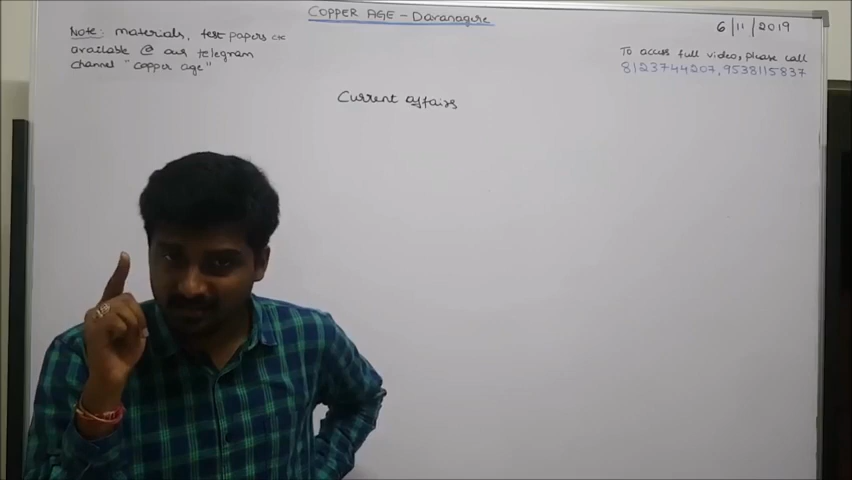 COPPER AGE - Davanagere
6/11/2019
Note: materials, test papers etc
available @ our telegram
channel "copper age"
To access full video, please call
8123744207, 9538115837
Current affairs